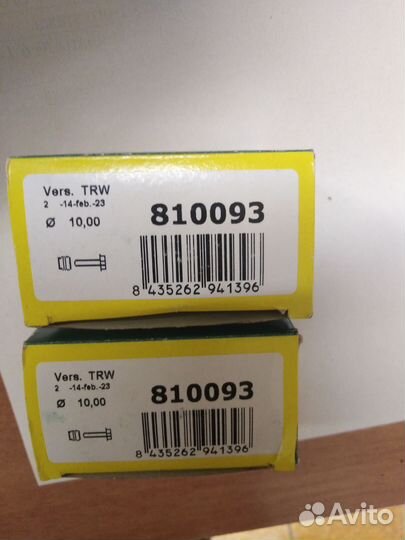 Vers. TRW
2 -14-feb.-23
Ø 10,00
810093
8 435262 941396
Vers. TRW
2 -14-feb.-23
Ø 10,00
810093
8 435262 941396
Avito